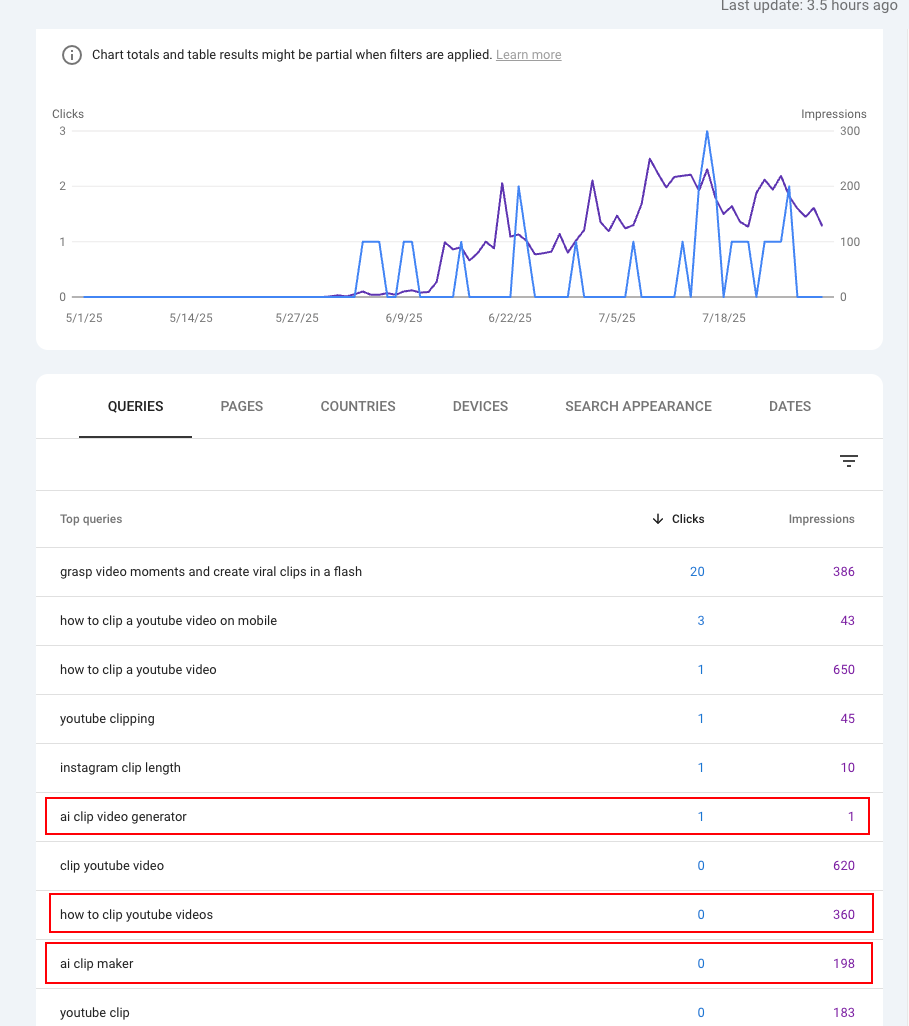 Last update: 3.5 hours ago
Chart totals and table results might be partial when filters are applied. Learn more
Clicks Impressions
3 300
2 200
1 100
0 0
5/1/25 5/14/25 5/27/25 6/9/25 6/22/25 7/5/25 7/18/25
QUERIES PAGES COUNTRIES DEVICES SEARCH APPEARANCE DATES
Top queries Clicks Impressions
grasp video moments and create viral clips in a flash 20 386
how to clip a youtube video on mobile 3 43
how to clip a youtube video 1 650
youtube clipping 1 45
instagram clip length 1 10
ai clip video generator 1 1
clip youtube video 0 620
how to clip youtube videos 0 360
ai clip maker 0 198
youtube clip 0 183